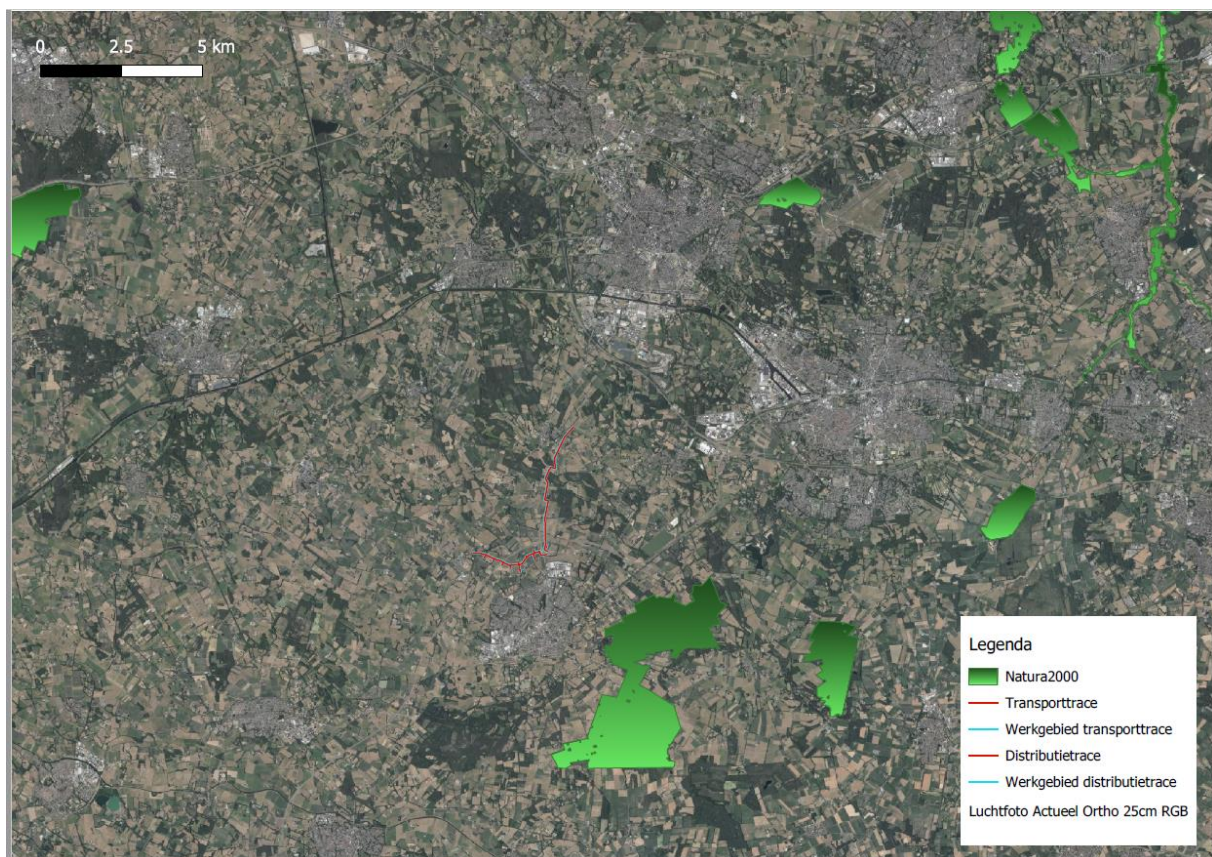 0 2.5 5 km
Legenda
Natura2000
Transporttrace
Werkgebied transporttrace
Distributietrace
Werkgebied distributietrace
Luchtfoto Actueel Ortho 25cm RGB